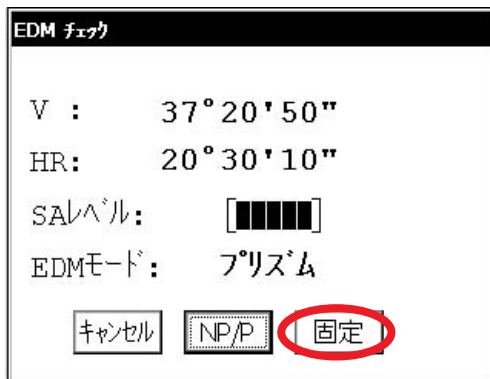 EDM ﾁｪｯｸ
V : 37°20'50"
HR: 20°30'10"
SAﾚﾍﾞﾙ: [■■■■■]
EDMﾓｰﾄﾞ: ﾌﾟﾘｽﾞﾑ
ｷｬﾝｾﾙ NP/P 固定